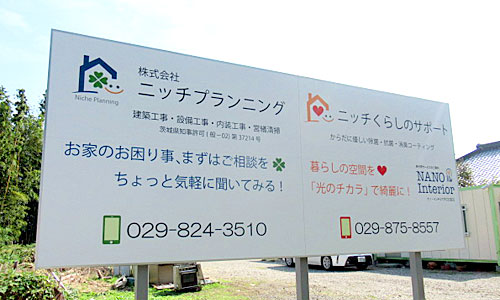 株式会社
ニッチプランニング
Niche Planning
建築工事・設備工事・内装工事・営繕清掃
茨城県知事許可(般-02)第37214号
お家のお困り事、まずはご相談を
ちょっと気軽に聞いてみる!
029-824-3510
ニッチくらしのサポート
からだに優しい除菌・抗菌・消臭コーティング
暮らしの空間を
「光のチカラ」で綺麗に!
NANO
Interior
029-875-8557